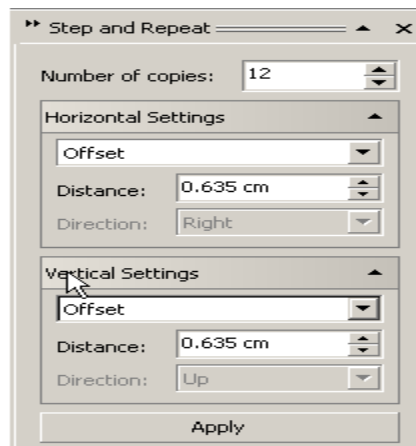 Step and Repeat
Number of copies: 12
Horizontal Settings
Offset
Distance: 0.635 cm
Direction: Right
Vertical Settings
Offset
Distance: 0.635 cm
Direction: Up
Apply